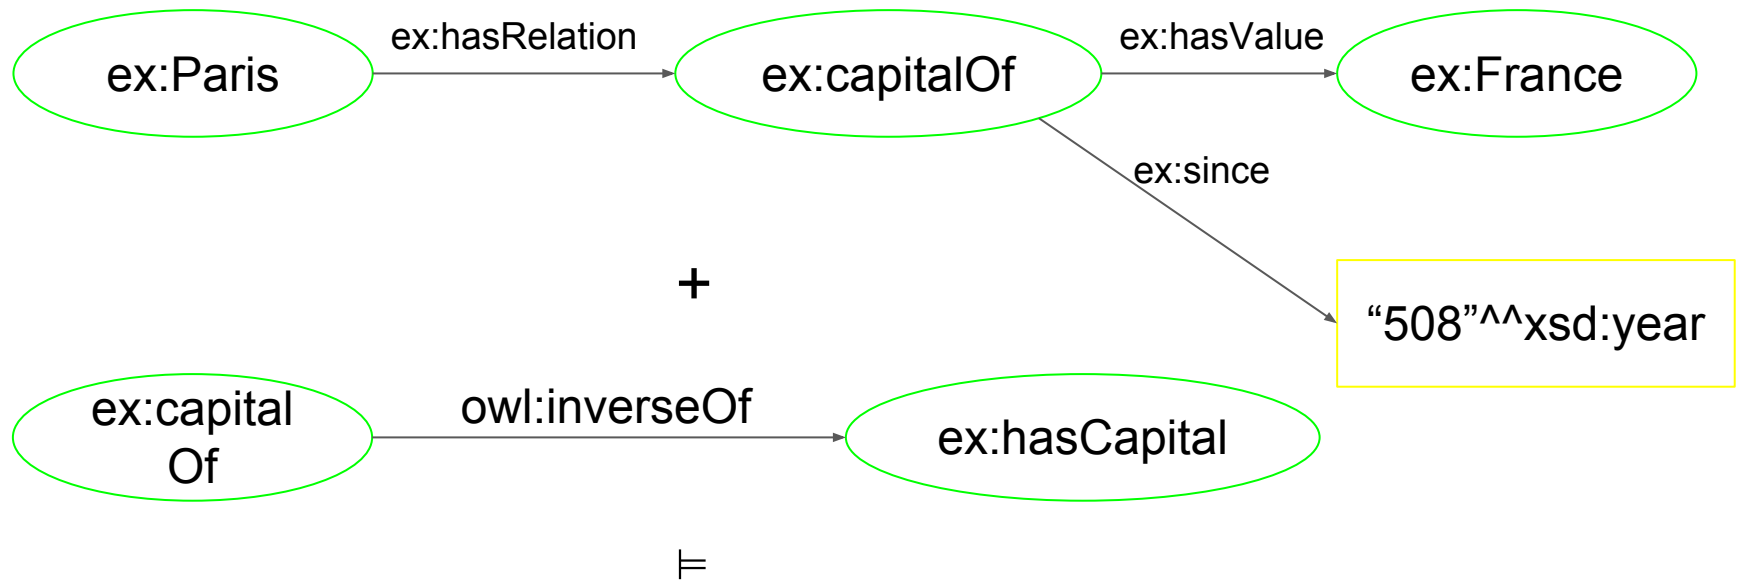 ex:hasRelation
ex:hasValue
ex:Paris
ex:capitalOf
ex:France
ex:since
+
“508”^^xsd:year
ex:capital
Of
owl:inverseOf
ex:hasCapital
⊨